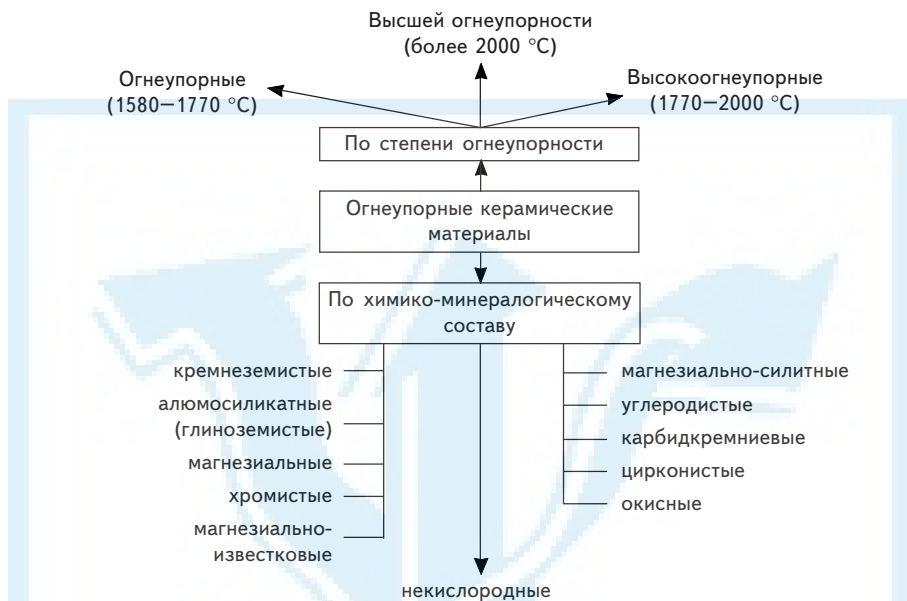 Высшей огнеупорности
(более 2000 °C)
Огнеупорные
(1580–1770 °C)
Высокоогнеупорные
(1770–2000 °C)
По степени огнеупорности
Огнеупорные керамические
материалы
По химико-минералогическому
составу
кремнеземистые
алюмосиликатные
(глиноземистые)
магнезиальные
хромистые
магнезиально-
известковые
магнезиально-силитные
углеродистые
карбидкремниевые
цирконистые
окисные
некислородные